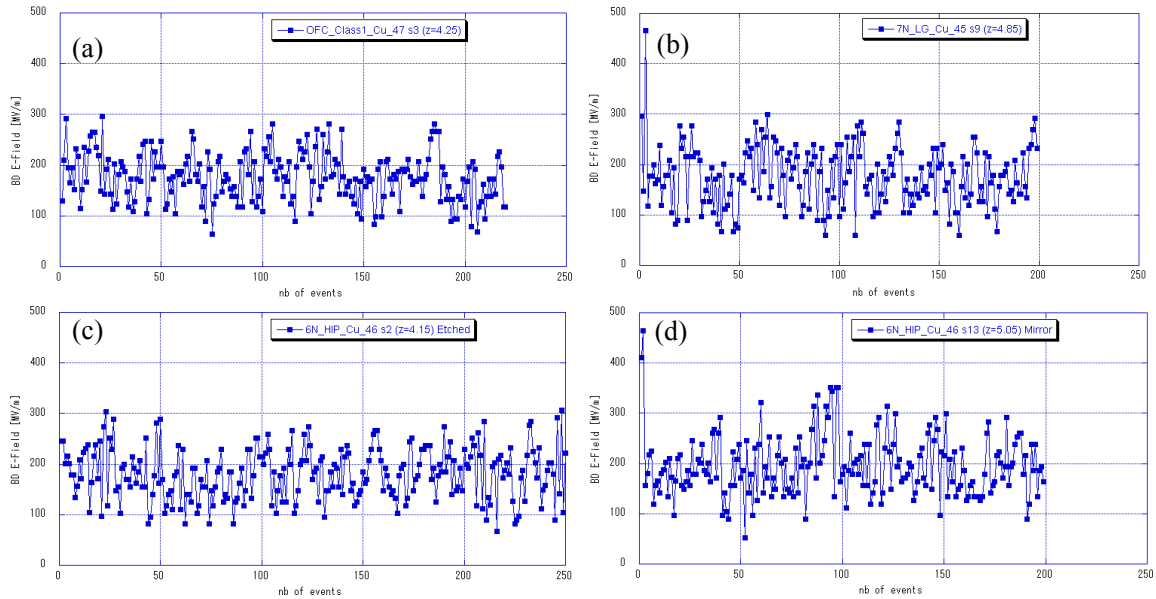 (a)
OFC_Class1_Cu_47 s3 (z=4.25)
BD E-Field [MV/m]
500
400
300
200
100
0
0 50 100 150 200 250
nb of events
(b)
7N_LG_Cu_45 s9 (z=4.85)
BD E-Field [MV/m]
500
400
300
200
100
0
0 50 100 150 200 250
nb of events
(c)
6N_HIP_Cu_46 s2 (z=4.15) Etched
BD E-Field [MV/m]
500
400
300
200
100
0
0 50 100 150 200 250
nb of events
(d)
6N_HIP_Cu_46 s13 (z=5.05) Mirror
BD E-Field [MV/m]
500
400
300
200
100
0
0 50 100 150 200 250
nb of events